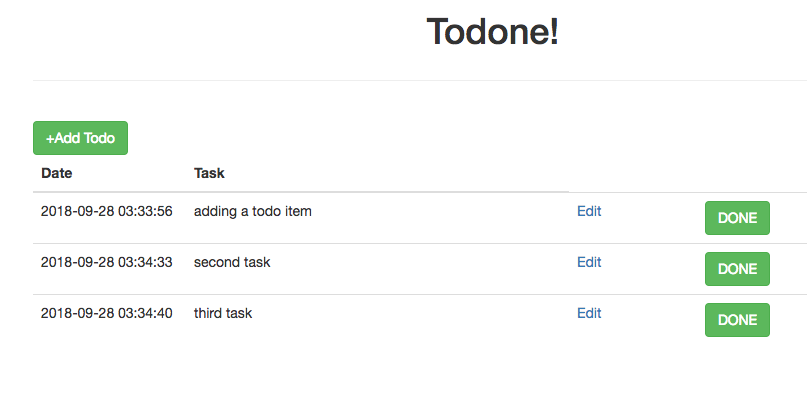 Todone!
+Add Todo
Date Task
2018-09-28 03:33:56 adding a todo item Edit DONE
2018-09-28 03:34:33 second task Edit DONE
2018-09-28 03:34:40 third task Edit DONE